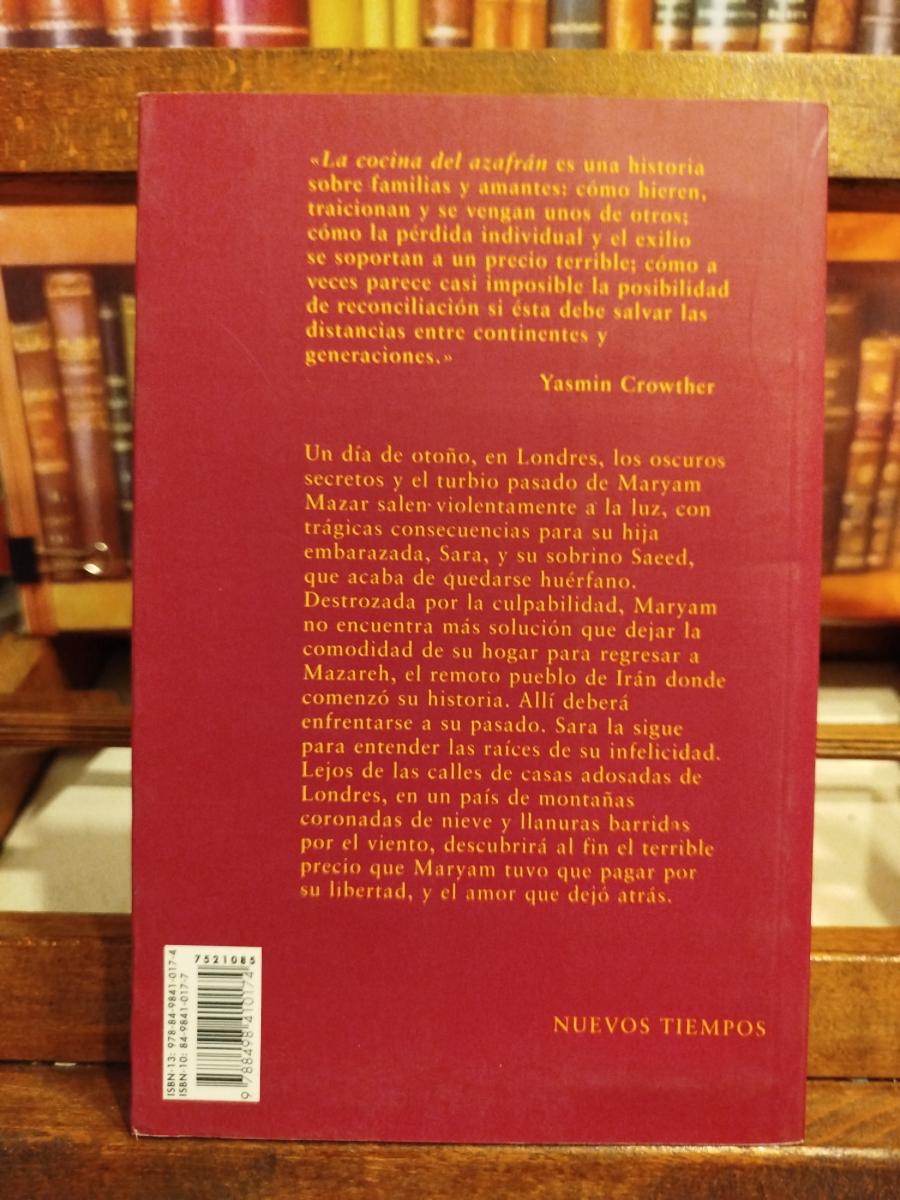 «La cocina del azafrán es una historia
sobre familias y amantes: cómo hieren,
traicionan y se vengan unos de otros;
cómo la pérdida individual y el exilio
se soportan a un precio terrible; cómo a
veces parece casi imposible la posibilidad
de reconciliación si ésta debe salvar las
distancias entre continentes y
generaciones.»
Yasmin Crowther
Un día de otoño, en Londres, los oscuros
secretos y el turbio pasado de Maryam
Mazar salen violentamente a la luz, con
trágicas consecuencias para su hija
embarazada, Sara, y su sobrino Saeed,
que acaba de quedarse huérfano.
Destrozada por la culpabilidad, Maryam
no encuentra más solución que dejar la
comodidad de su hogar para regresar a
Mazareh, el remoto pueblo de Irán donde
comenzó su historia. Allí deberá
enfrentarse a su pasado. Sara la sigue
para entender las raíces de su infelicidad.
Lejos de las calles de casas adosadas de
Londres, en un país de montañas
coronadas de nieve y llanuras barridas
por el viento, descubrirá al fin el terrible
precio que Maryam tuvo que pagar por
su libertad, y el amor que dejó atrás.
ISBN-13: 978-84-9841-017-4
ISBN-10: 84-9841-017-7
7521085
9 788498 410174
NUEVOS TIEMPOS